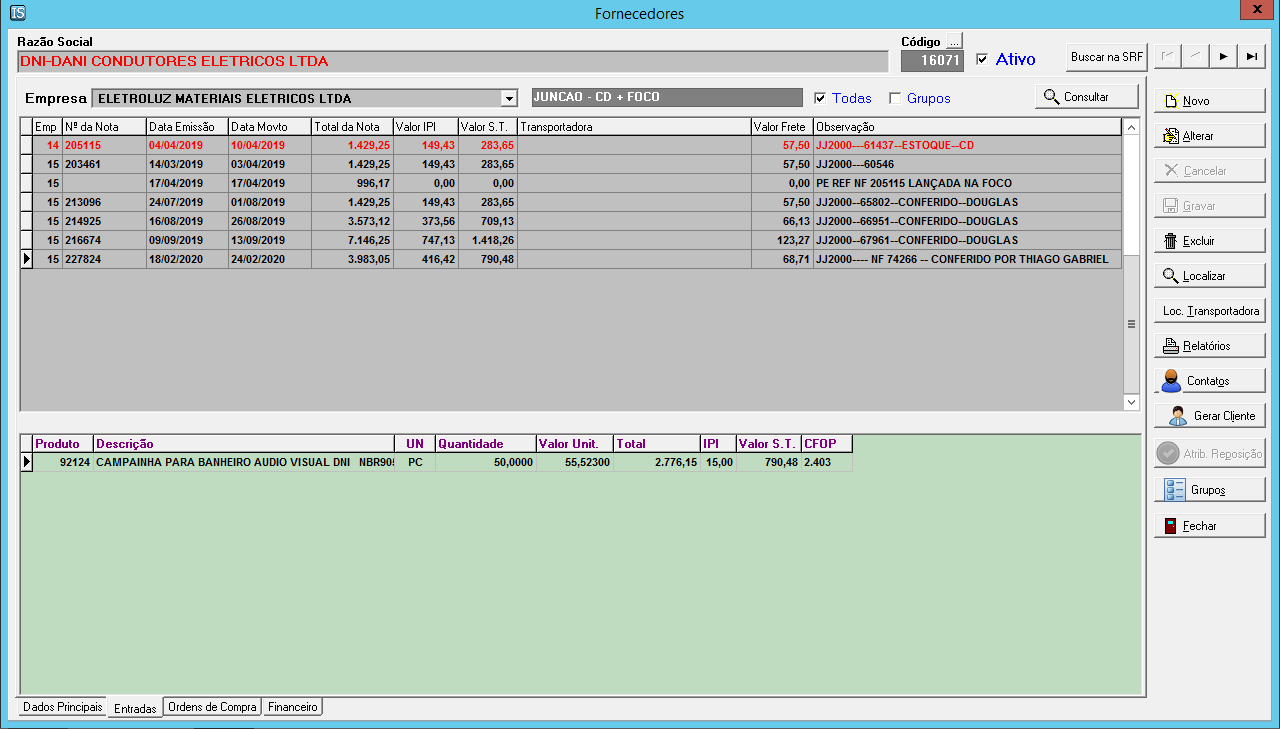 IS
Fornecedores
x
Razão Social
Código ...
DNI-DANI CONDUTORES ELETRICOS LTDA
16071
Ativo
Buscar na SRF
Empresa ELETROLUZ MATERIAIS ELETRICOS LTDA
JUNCAO - CD + FOCO
Todas
Grupos
Consultar
Emp Nº da Nota Data Emissão Data Movto Total da Nota Valor IPI Valor S.T. Transportadora Valor Frete Observação
14 205115 04/04/2019 10/04/2019 1.429,25 149,43 283,65 57,50 JJ2000---61437--ESTOQUE--CD
15 203461 14/03/2019 03/04/2019 1.429,25 149,43 283,65 57,50 JJ2000---60546
15 17/04/2019 17/04/2019 996,17 0,00 0,00 0,00 PE REF NF 205115 LANÇADA NA FOCO
15 213096 24/07/2019 01/08/2019 1.429,25 149,43 283,65 57,50 JJ2000--65802--CONFERIDO--DOUGLAS
15 214925 16/08/2019 26/08/2019 3.573,12 373,56 709,13 66,13 JJ2000--66951--CONFERIDO--DOUGLAS
15 216674 09/09/2019 13/09/2019 7.146,25 747,13 1.418,26 123,27 JJ2000--67961--CONFERIDO--DOUGLAS
15 227824 18/02/2020 24/02/2020 3.983,05 416,42 790,48 68,71 JJ2000---- NF 74266 -- CONFERIDO POR THIAGO GABRIEL
Produto Descrição UN Quantidade Valor Unit. Total IPI Valor S.T. CFOP
92124 CAMPAINHA PARA BANHEIRO AUDIO VISUAL DNI NBR905 PC 50,0000 55,52300 2.776,15 15,00 790,48 2.403
Novo
Alterar
Cancelar
Gravar
Excluir
Localizar
Loc. Transportadora
Relatórios
Contatos
Gerar Cliente
Atrib. Reposição
Grupos
Fechar
Dados Principais Entradas Ordens de Compra Financeiro